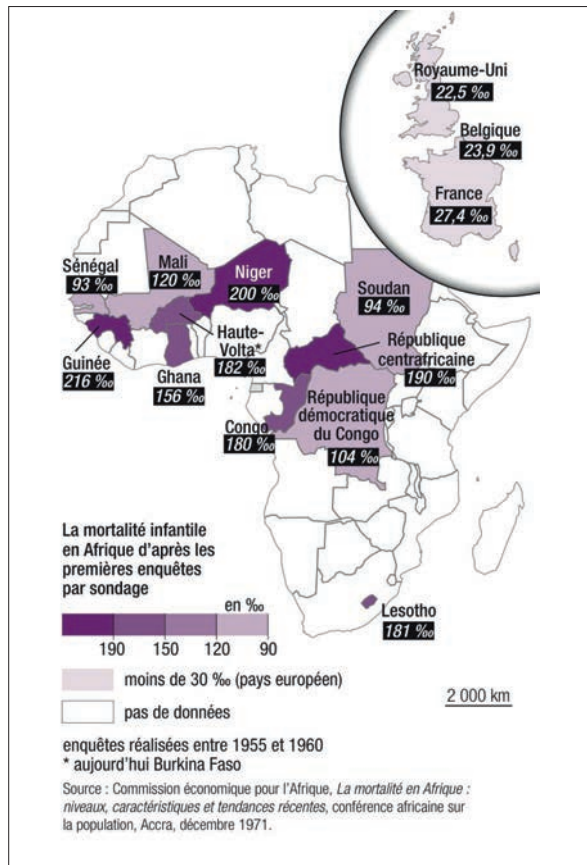 Royaume-Uni
22,5 ‰
Belgique
23,9 ‰
France
27,4 ‰
Sénégal
93 ‰
Mali
120 ‰
Niger
200 ‰
Soudan
94 ‰
Haute-
Volta*
182 ‰
République
centrafricaine
190 ‰
Guinée
216 ‰
Ghana
156 ‰
Congo
180 ‰
République
démocratique
du Congo
104 ‰
Lesotho
181 ‰
La mortalité infantile
en Afrique d'après les
premières enquêtes
par sondage
en ‰
190 150 120 90
moins de 30 ‰ (pays européen)
pas de données
2 000 km
enquêtes réalisées entre 1955 et 1960
* aujourd'hui Burkina Faso
Source : Commission économique pour l'Afrique, La mortalité en Afrique :
niveaux, caractéristiques et tendances récentes, conférence africaine sur
la population, Accra, décembre 1971.